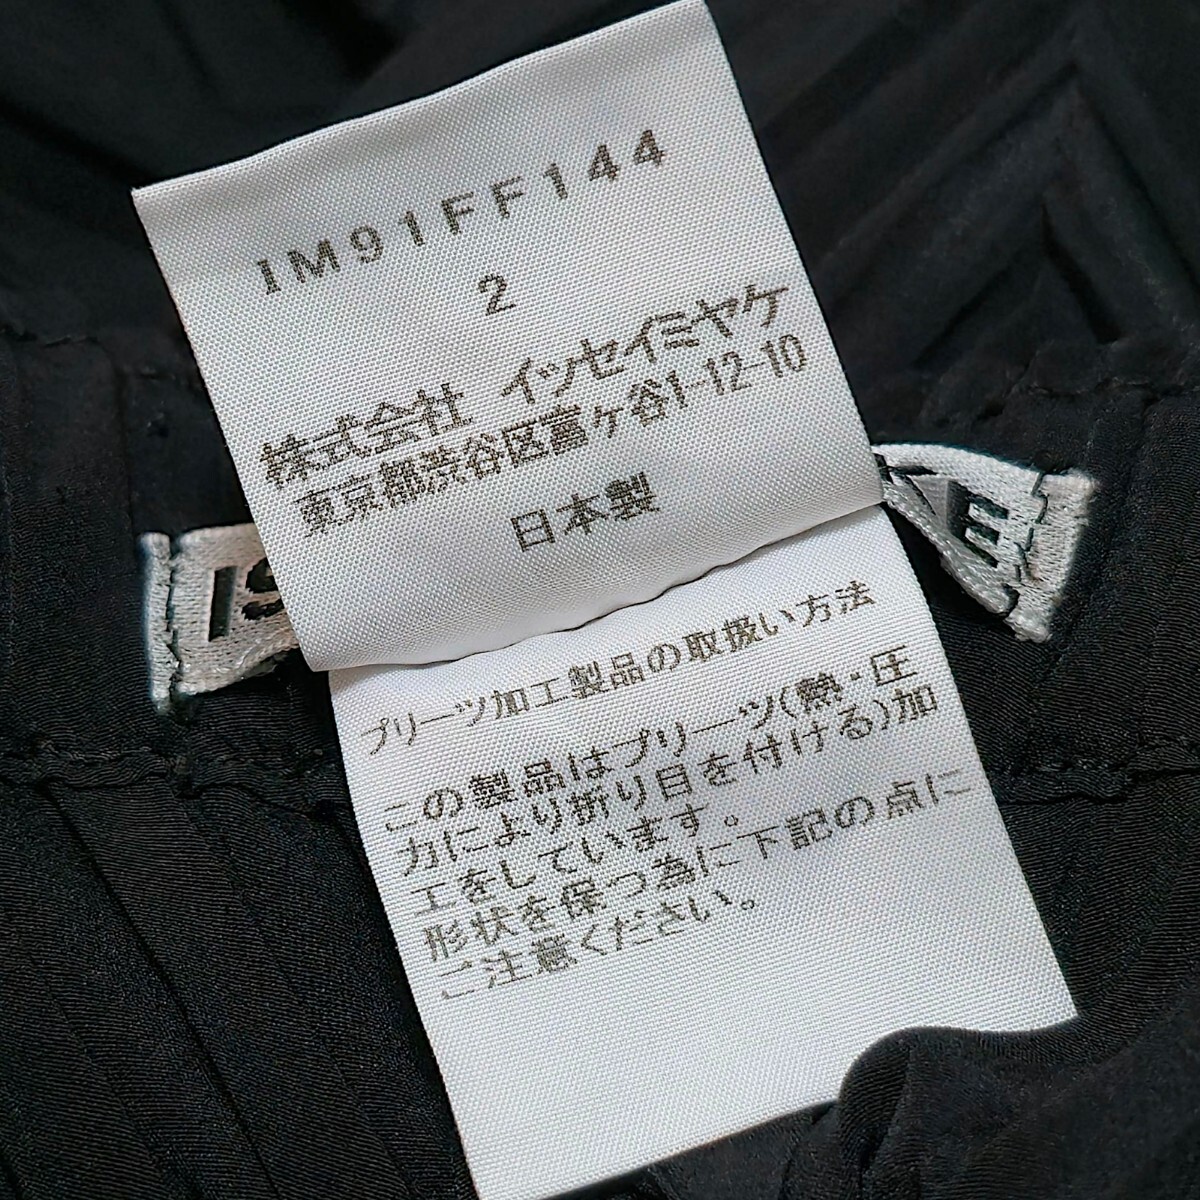 IM91FF144
2
株式会社 イッセイミヤケ
東京都渋谷区富ヶ谷1-12-10
日本製
IS
KE
プリーツ加工製品の取扱い方法
この製品はプリーツ(熱・圧
力により折り目を付ける)加
工をしています。
形状を保つ為に下記の点に
ご注意ください。